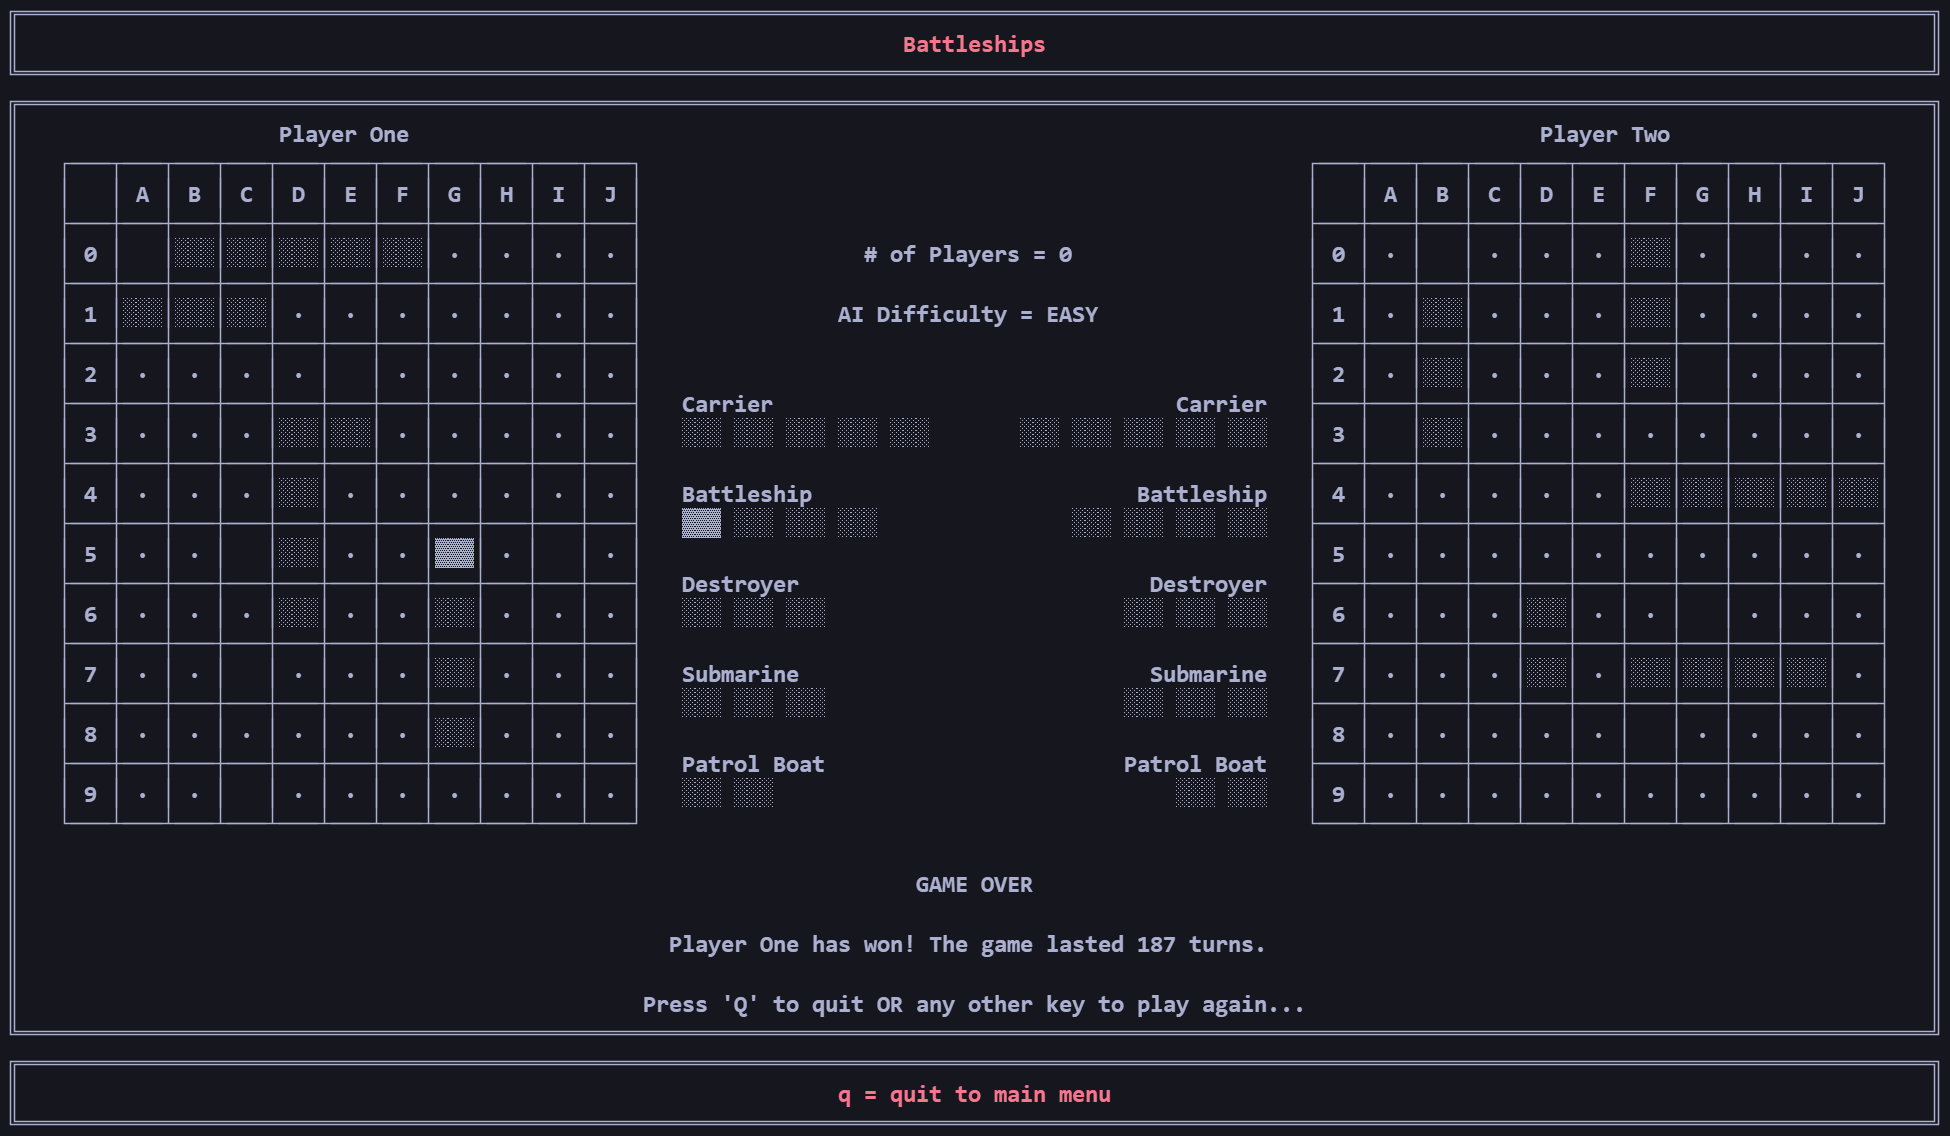 Battleships
Player One
Player Two
A B C D E F G H I J
A B C D E F G H I J
0 # of Players = 0 0
1 AI Difficulty = EASY 1
2 2
Carrier Carrier
3 3
4 Battleship Battleship 4
5 5
Destroyer Destroyer
6 6
7 Submarine Submarine 7
8 8
Patrol Boat Patrol Boat
9 9
GAME OVER
Player One has won! The game lasted 187 turns.
Press 'Q' to quit OR any other key to play again...
q = quit to main menu